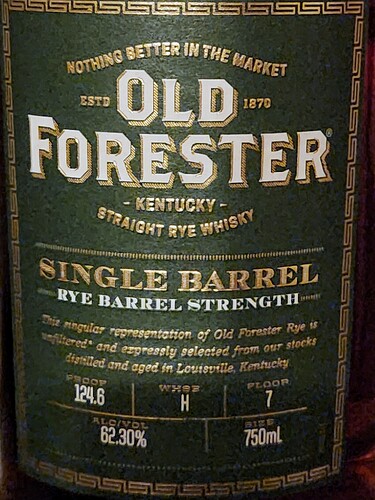 NOTHING BETTER IN THE MARKET
ESTD OLD 1870
FORESTER®
- KENTUCKY -
STRAIGHT RYE WHISKY
SINGLE BARREL
RYE BARREL STRENGTH
This singular representation of Old Forester Rye is
unfiltered* and expressly selected from our stocks
distilled and aged in Louisville, Kentucky
PROOF WHSE FLOOR
124.6 H 7
ALC/VOL SIZE
62.30% 750mL